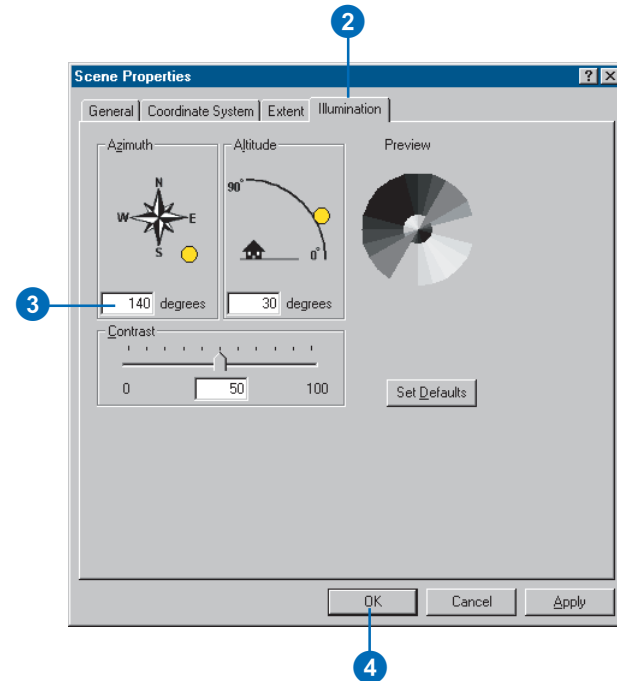 2
Scene Properties
General Coordinate System Extent Illumination
Azimuth Altitude Preview
N
W E
S
90°
0°
3
140 degrees 30 degrees
Contrast
0 50 100
Set Defaults
OK Cancel Apply
4